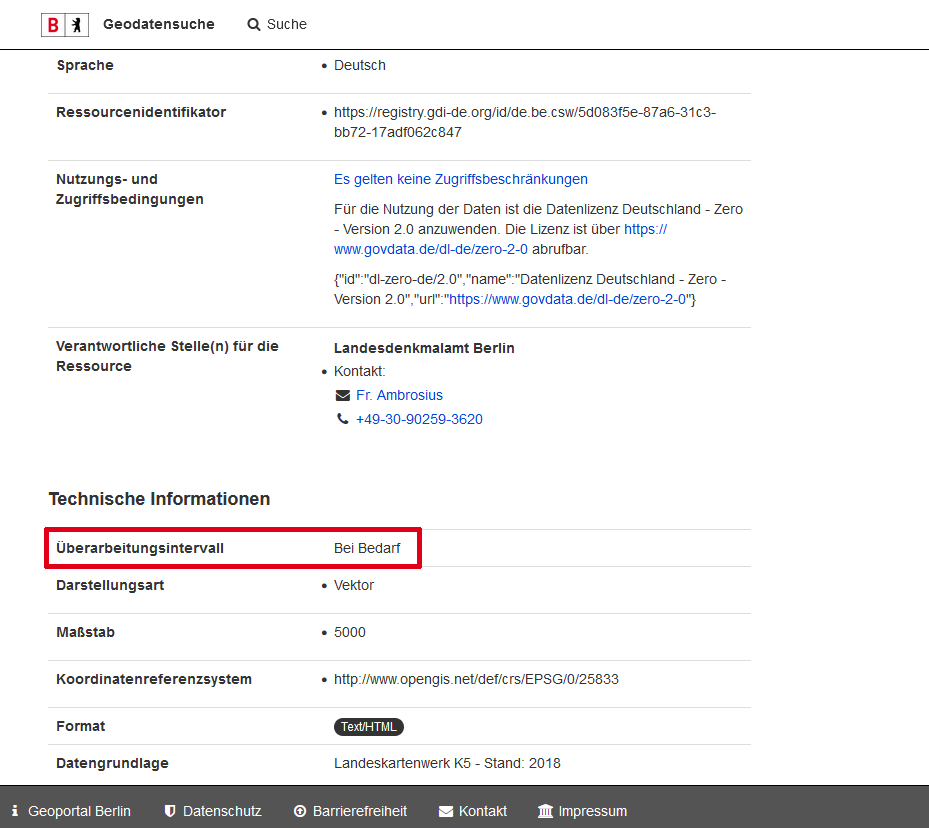 B Geodatensuche Suche
Sprache • Deutsch
Ressourcenidentifikator • https://registry.gdi-de.org/id/de.be.csw/5d083f5e-87a6-31c3-
bb72-17adf062c847
Nutzungs- und
Zugriffsbedingungen
Es gelten keine Zugriffsbeschränkungen
Für die Nutzung der Daten ist die Datenlizenz Deutschland - Zero
- Version 2.0 anzuwenden. Die Lizenz ist über https://
www.govdata.de/dl-de/zero-2-0 abrufbar.
{"id":"dl-zero-de/2.0","name":"Datenlizenz Deutschland - Zero -
Version 2.0","url":"https://www.govdata.de/dl-de/zero-2-0"}
Verantwortliche Stelle(n) für die
Ressource
Landesdenkmalamt Berlin
• Kontakt:
Fr. Ambrosius
+49-30-90259-3620
Technische Informationen
Überarbeitungsintervall Bei Bedarf
Darstellungsart • Vektor
Maßstab • 5000
Koordinatenreferenzsystem • http://www.opengis.net/def/crs/EPSG/0/25833
Format Text/HTML
Datengrundlage Landeskartenwerk K5 - Stand: 2018
Geoportal Berlin Datenschutz Barrierefreiheit Kontakt Impressum